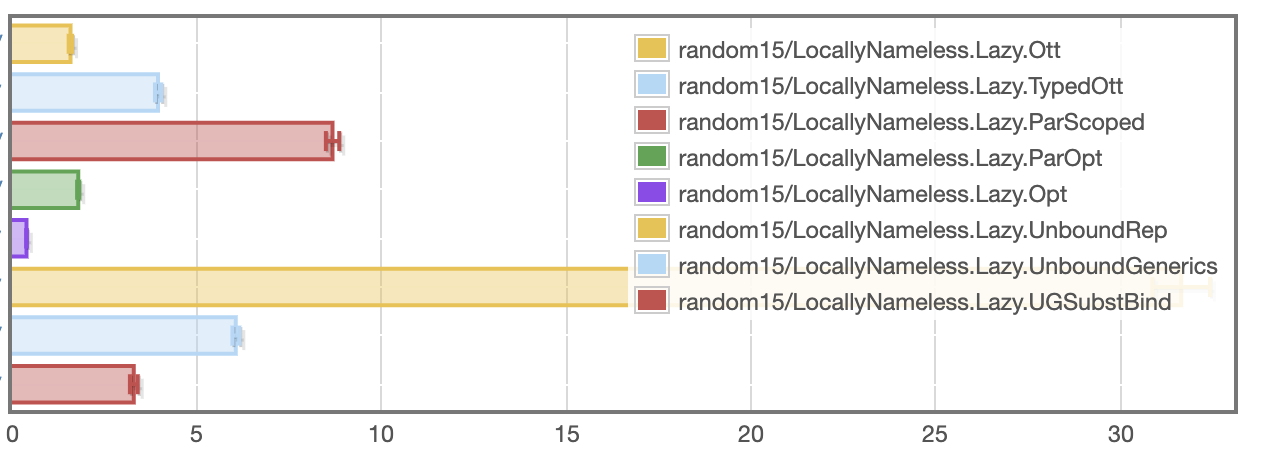 random15/LocallyNameless.Lazy.Ott
random15/LocallyNameless.Lazy.TypedOtt
random15/LocallyNameless.Lazy.ParScoped
random15/LocallyNameless.Lazy.ParOpt
random15/LocallyNameless.Lazy.Opt
random15/LocallyNameless.Lazy.UnboundRep
random15/LocallyNameless.Lazy.UnboundGenerics
random15/LocallyNameless.Lazy.UGSubstBind
0 5 10 15 20 25 30